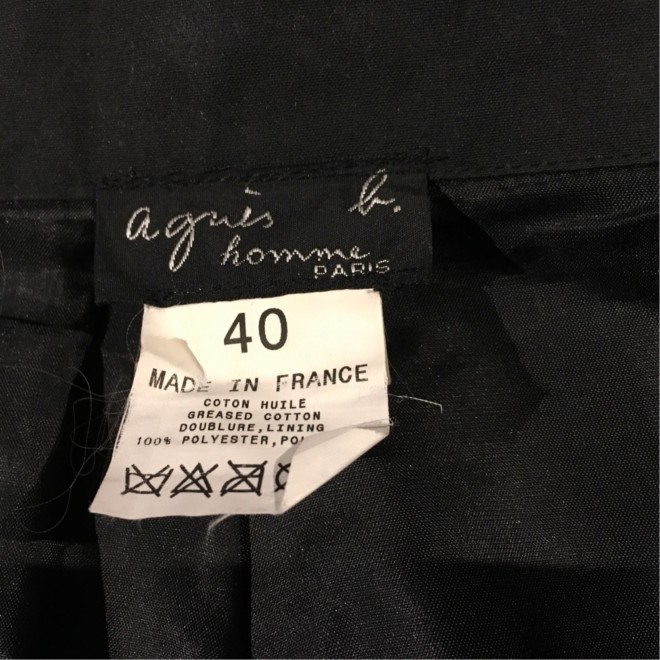 agnès b.
homme
PARIS
40
MADE IN FRANCE
COTON HUILE
GREASED COTTON
DOUBLURE, LINING
100% POLYESTER,